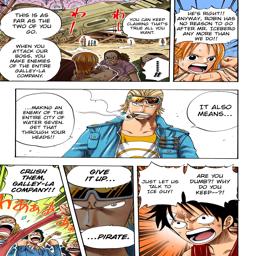 HE'S RIGHT!!
ANYWAY, ROBIN HAS
NO REASON TO GO
AFTER MR. ICEBERG
ANY MORE THAN
WE DO!!
YOU CAN KEEP
CLAIMING THAT'S
TRUE ALL YOU
WANT.
THIS IS AS
FAR AS THE
TWO OF YOU
GO.
WHEN YOU
ATTACK OUR
BOSS, YOU
MAKE ENEMIES
OF THE ENTIRE
GALLEY-LA
COMPANY!!
IT ALSO
MEANS...
...MAKING AN
ENEMY OF THE
ENTIRE CITY OF
WATER SEVEN.
GET THAT
THROUGH YOUR
HEADS!!
ARE YOU
DUMB?! WHY
DO YOU
KEEP--?!
JUST LET
US TALK TO
ICE GUY!
GIVE IT
UP...
...PIRATE.
CRUSH
THEM,
GALLEY-LA
COMPANY!!
わあああ